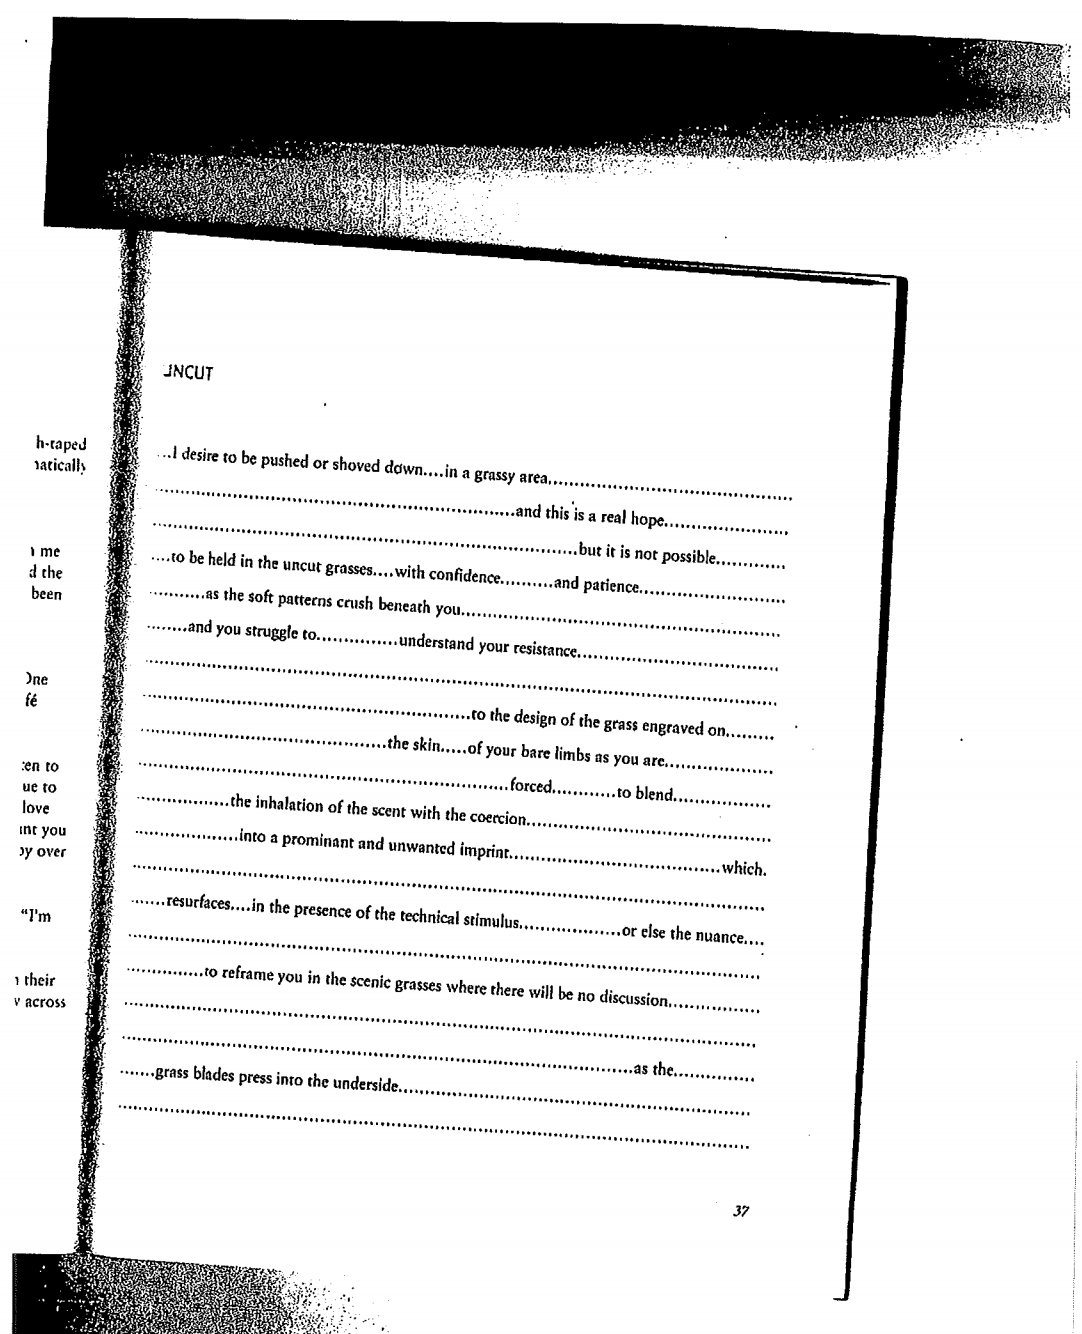 UNCUT
h-taped
natically
n me
d the
been
One
fé
ten to
ue to
love
int you
by over
"I'm
n their
v across
...I desire to be pushed or shoved down....in a grassy area...............................................
......................................................................and this is a real hope........................
...................................................................................but it is not possible.............
....to be held in the uncut grasses....with confidence..........and patience............................
...........as the soft patterns crush beneath you..............................................................
........and you struggle to...............understand your resistance.......................................
..........................................................................................................................
...............................................................to the design of the grass engraved on.........
................................................the skin.....of your bare limbs as you are.....................
........................................................................forced............to blend...................
..................the inhalation of the scent with the coercion...............................................
....................into a prominant and unwanted imprint.........................................which.
..........................................................................................................................
.......resurfaces....in the presence of the technical stimulus....................or else the nuance....
..........................................................................................................................
...............to reframe you in the scenic grasses where there will be no discussion..................
..........................................................................................................................
...................................................................................................as the................
.......grass blades press into the underside....................................................................
..........................................................................................................................
37